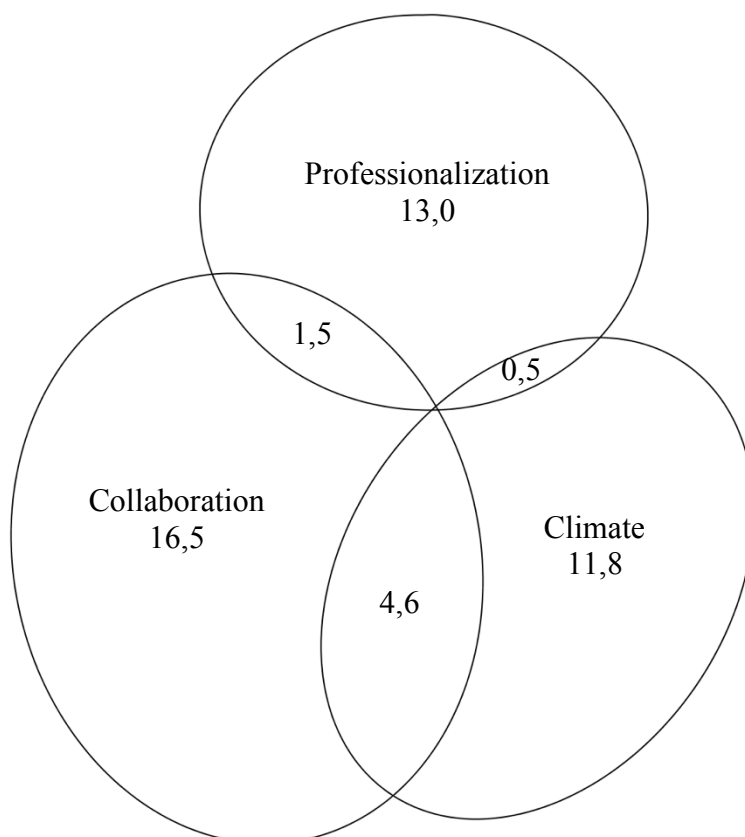 Professionalization
13,0
1,5
0,5
Collaboration
16,5
Climate
11,8
4,6